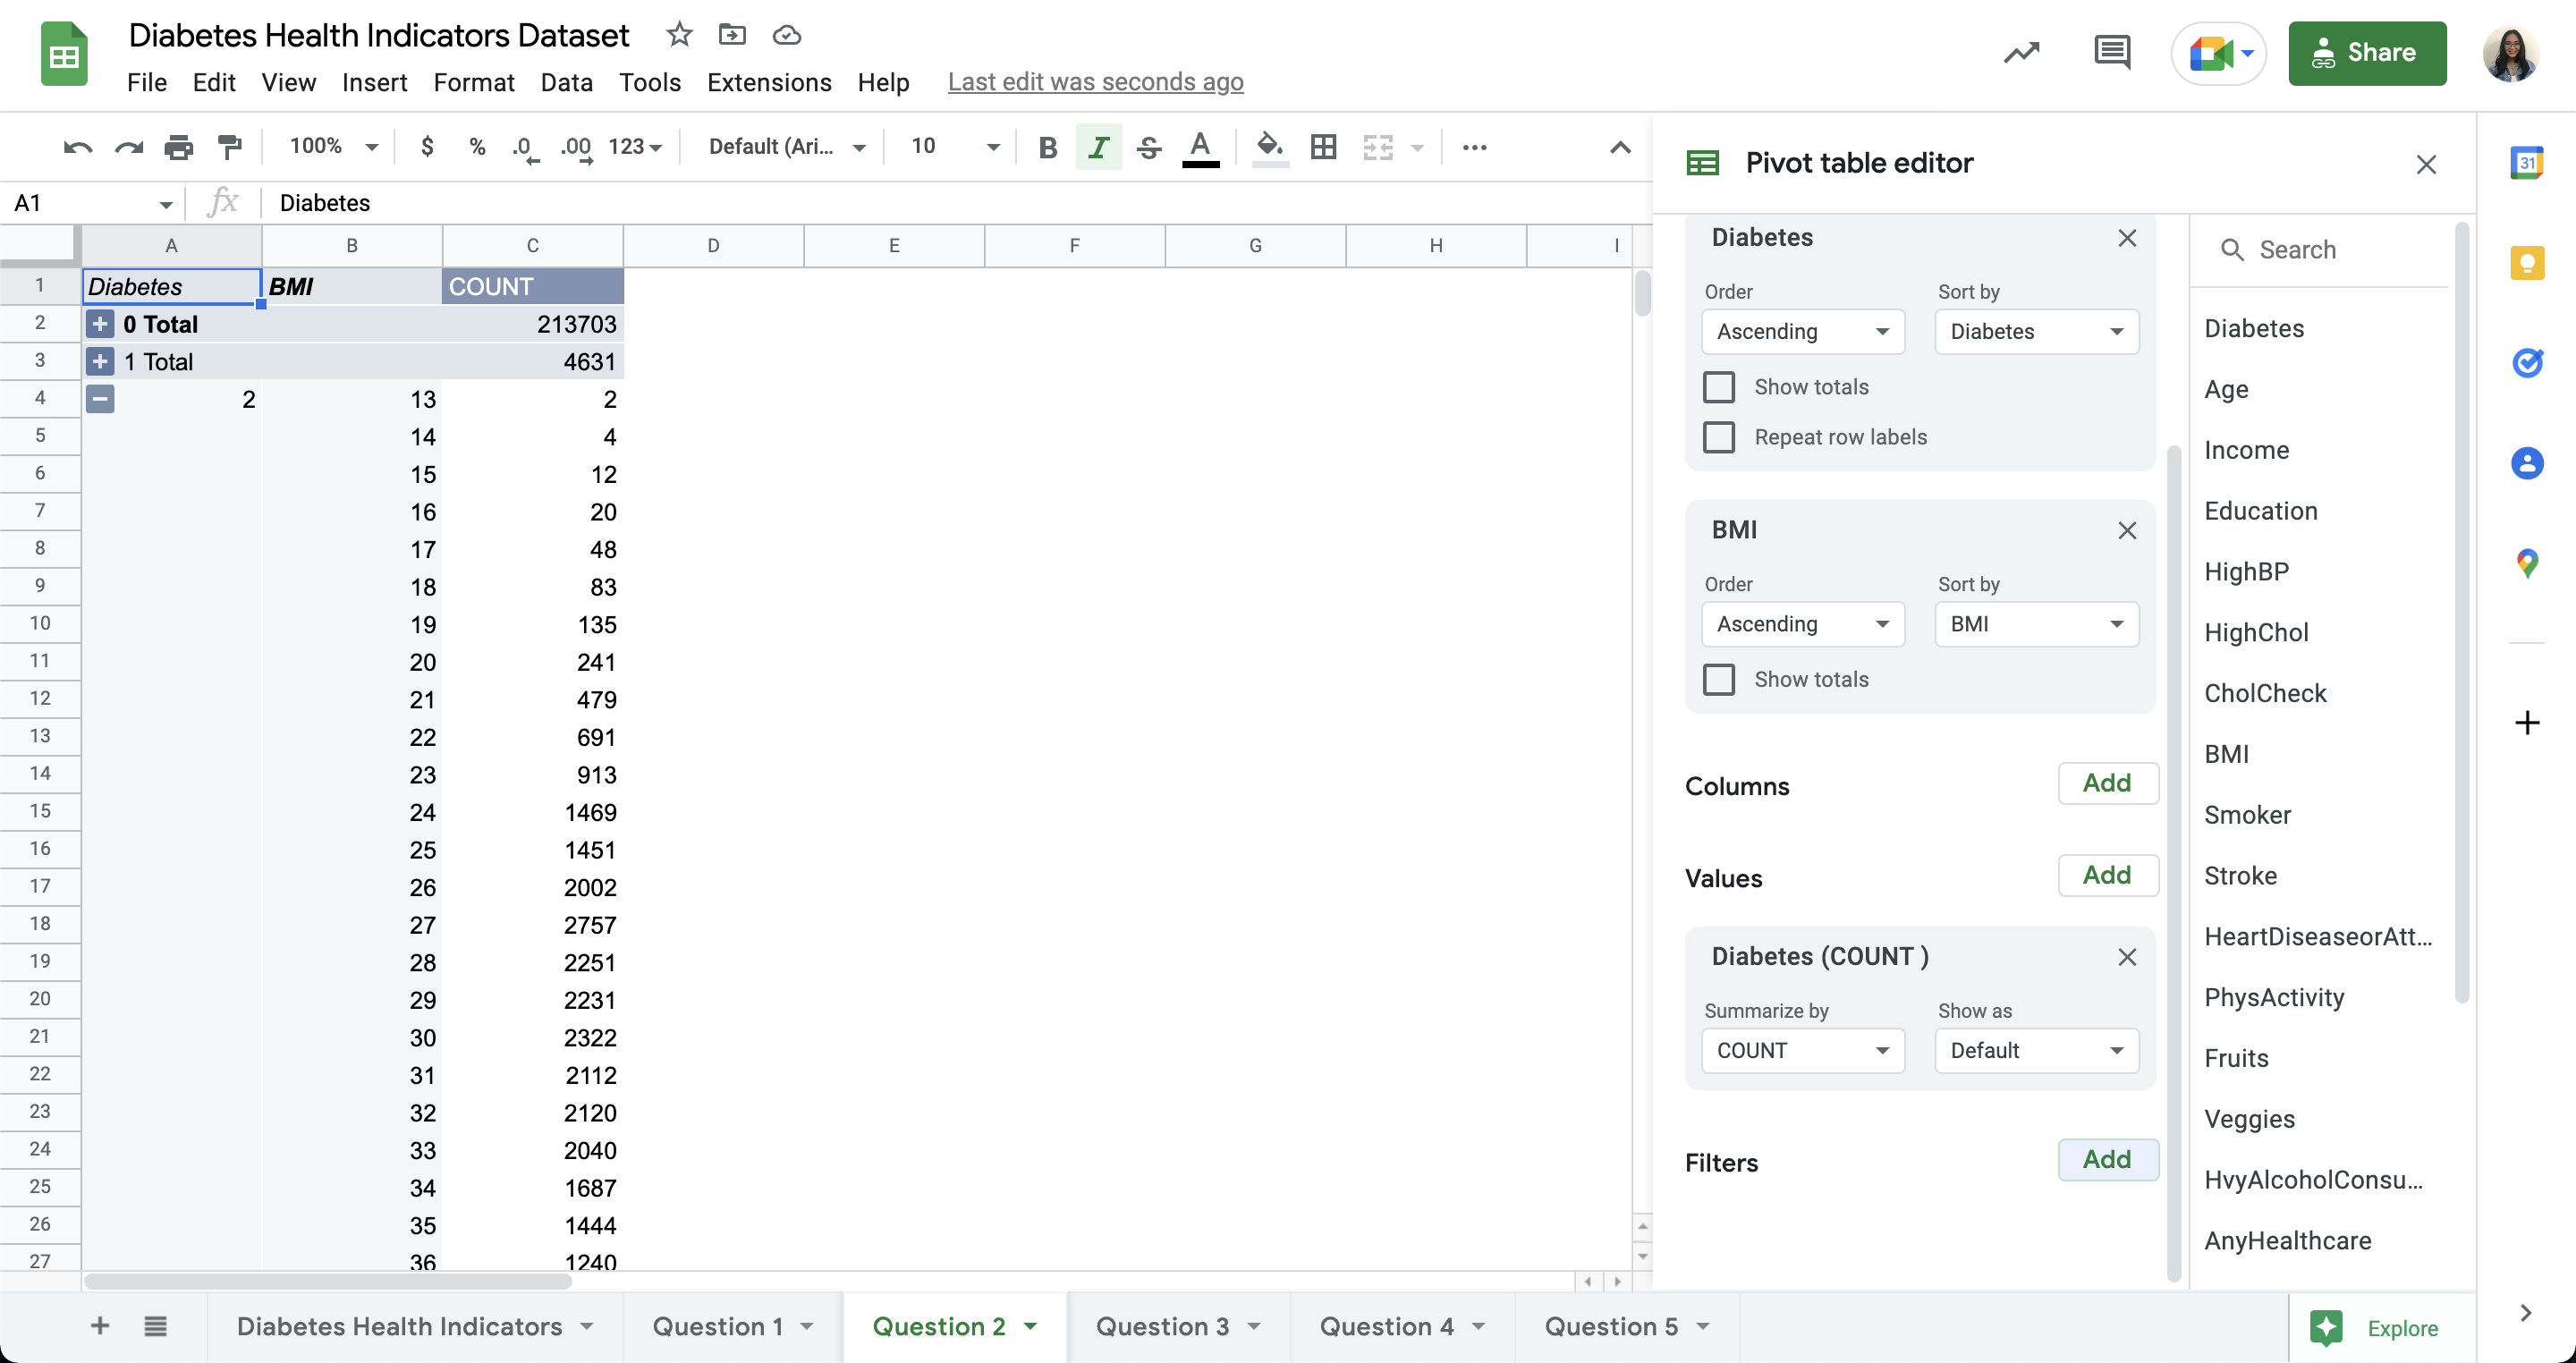 Diabetes Health Indicators Dataset
File Edit View Insert Format Data Tools Extensions Help Last edit was seconds ago
Share
100% $ % .0 .00 123 Default (Ari... 10 B I S A ...
A1 fx Diabetes
A B C D E F G H I
1 Diabetes BMI COUNT
2 + 0 Total 213703
3 + 1 Total 4631
4 - 2 13 2
5 14 4
6 15 12
7 16 20
8 17 48
9 18 83
10 19 135
11 20 241
12 21 479
13 22 691
14 23 913
15 24 1469
16 25 1451
17 26 2002
18 27 2757
19 28 2251
20 29 2231
21 30 2322
22 31 2112
23 32 2120
24 33 2040
25 34 1687
26 35 1444
27 36 1240
Pivot table editor
Diabetes
Order Sort by
Ascending Diabetes
Show totals
Repeat row labels
BMI
Order Sort by
Ascending BMI
Show totals
Columns Add
Values Add
Diabetes (COUNT )
Summarize by Show as
COUNT Default
Filters Add
Search
Diabetes
Age
Income
Education
HighBP
HighChol
CholCheck
BMI
Smoker
Stroke
HeartDiseaseorAtt...
PhysActivity
Fruits
Veggies
HvyAlcoholConsu...
AnyHealthcare
31
+ Diabetes Health Indicators Question 1 Question 2 Question 3 Question 4 Question 5
Explore